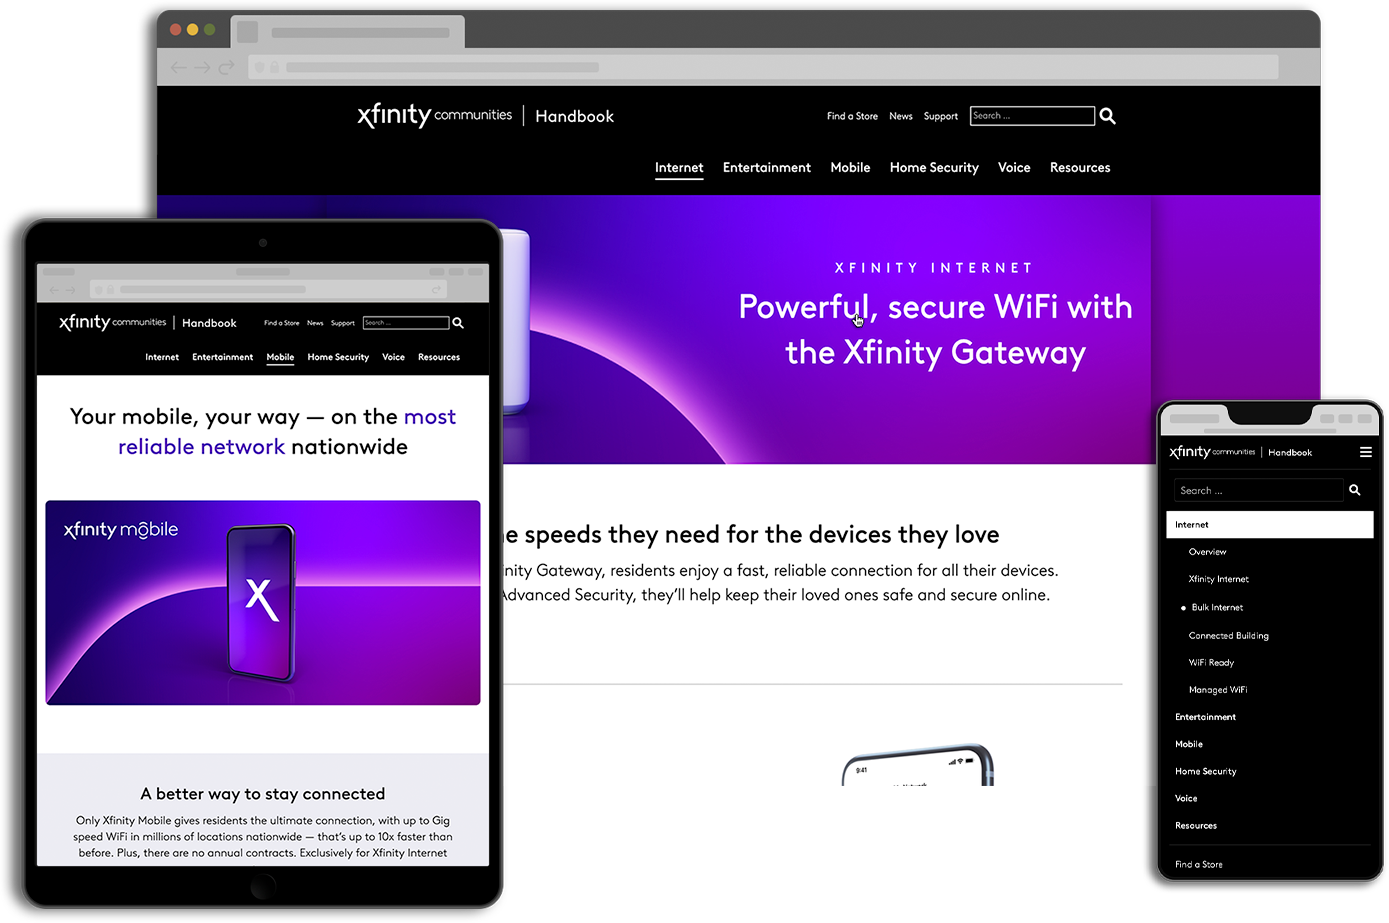 xfinity communities | Handbook
Find a Store News Support Search ...
Internet Entertainment Mobile Home Security Voice Resources
XFINITY INTERNET
Powerful, secure WiFi with
the Xfinity Gateway
speeds they need for the devices they love
Gateway, residents enjoy a fast, reliable connection for all their devices.
Advanced Security, they'll help keep their loved ones safe and secure online.
9:41
xfinity communities | Handbook
Find a Store News Support Search ...
Internet Entertainment Mobile Home Security Voice Resources
Your mobile, your way — on the most
reliable network nationwide
xfinity mobile
X
A better way to stay connected
Only Xfinity Mobile gives residents the ultimate connection, with up to Gig
speed WiFi in millions of locations nationwide — that's up to 10x faster than
before. Plus, there are no annual contracts. Exclusively for Xfinity Internet
xfinity communities | Handbook
Search ...
Internet
Overview
Xfinity Internet
Bulk Internet
Connected Building
WiFi Ready
Managed WiFi
Entertainment
Mobile
Home Security
Voice
Resources
Find a Store